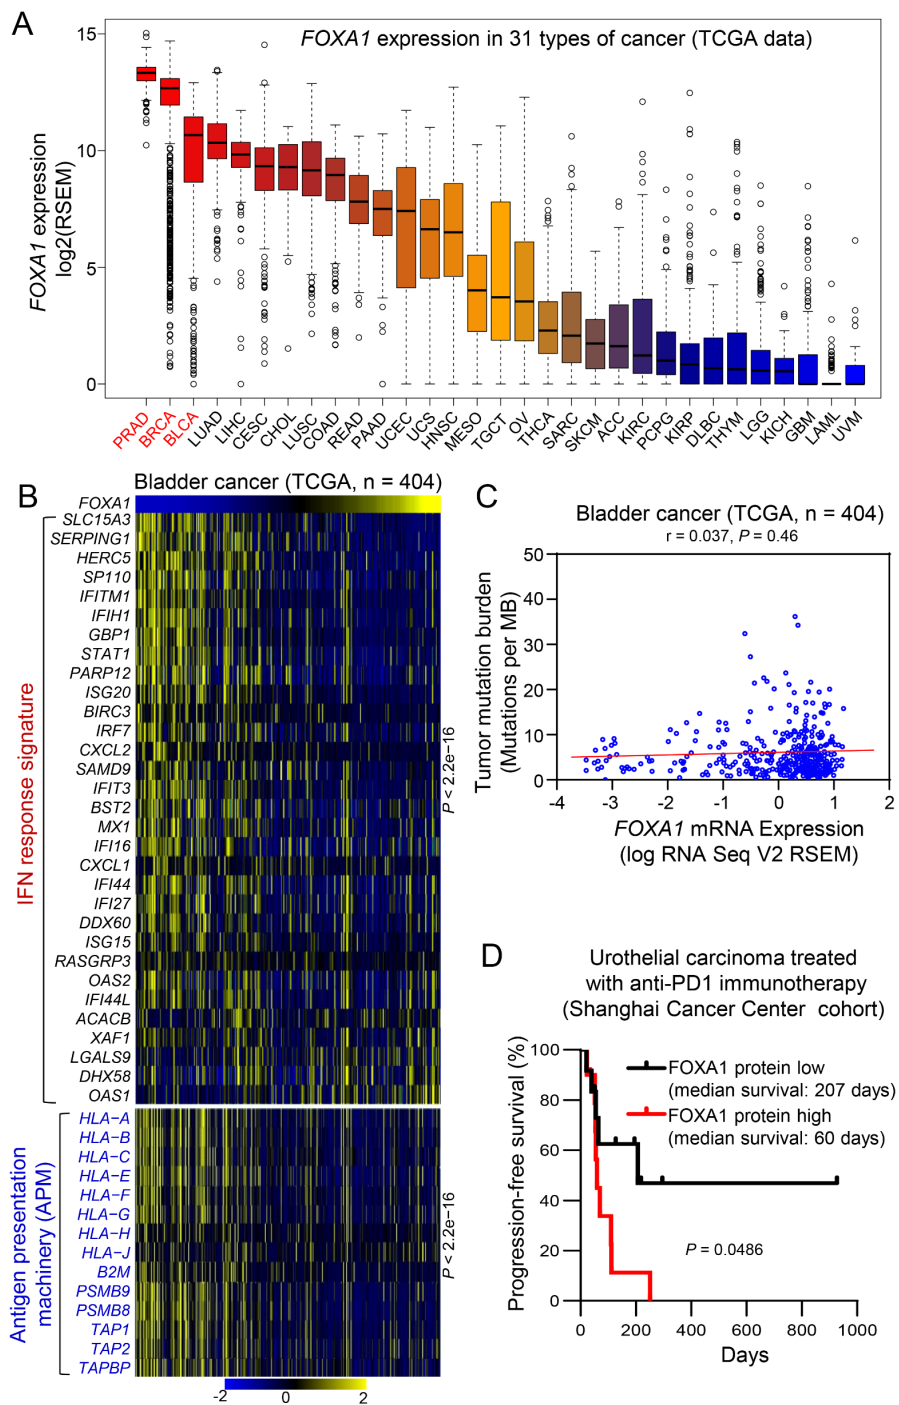 A
FOXA1 expression in 31 types of cancer (TCGA data)
FOXA1 expression
log2(RSEM)
15
10
5
0
PRAD
BRCA
BLCA
LUAD
LIHC
CESC
CHOL
LUSC
COAD
READ
PAAD
UCEC
UCS
HNSC
MESO
TGCT
OV
THCA
SARC
SKCM
ACC
KIRC
PCPG
KIRP
DLBC
THYM
LGG
KICH
GBM
LAML
UVM
B
Bladder cancer (TCGA, n = 404)
FOXA1
IFN response signature
SLC15A3
SERPING1
HERC5
SP110
IFITM1
IFIH1
GBP1
STAT1
PARP12
ISG20
BIRC3
IRF7
CXCL2
SAMD9
IFIT3
BST2
MX1
IFI16
CXCL1
IFI44
IFI27
DDX60
ISG15
RASGRP3
OAS2
IFI44L
ACACB
XAF1
LGALS9
DHX58
OAS1
P < 2.2e−16
Antigen presentation
machinery (APM)
HLA−A
HLA−B
HLA−C
HLA−E
HLA−F
HLA−G
HLA−H
HLA−J
B2M
PSMB9
PSMB8
TAP1
TAP2
TAPBP
P < 2.2e−16
-2 0 2
C
Bladder cancer (TCGA, n = 404)
r = 0.037, P = 0.46
Tumor mutation burden
(Mutations per MB)
50
40
30
20
10
0
-4 -3 -2 -1 0 1 2
FOXA1 mRNA Expression
(log RNA Seq V2 RSEM)
D
Urothelial carcinoma treated
with anti-PD1 immunotherapy
(Shanghai Cancer Center cohort)
Progression-free survival (%)
100
80
60
40
20
0
FOXA1 protein low
(median survival: 207 days)
FOXA1 protein high
(median survival: 60 days)
P = 0.0486
0 200 400 600 800 1000
Days